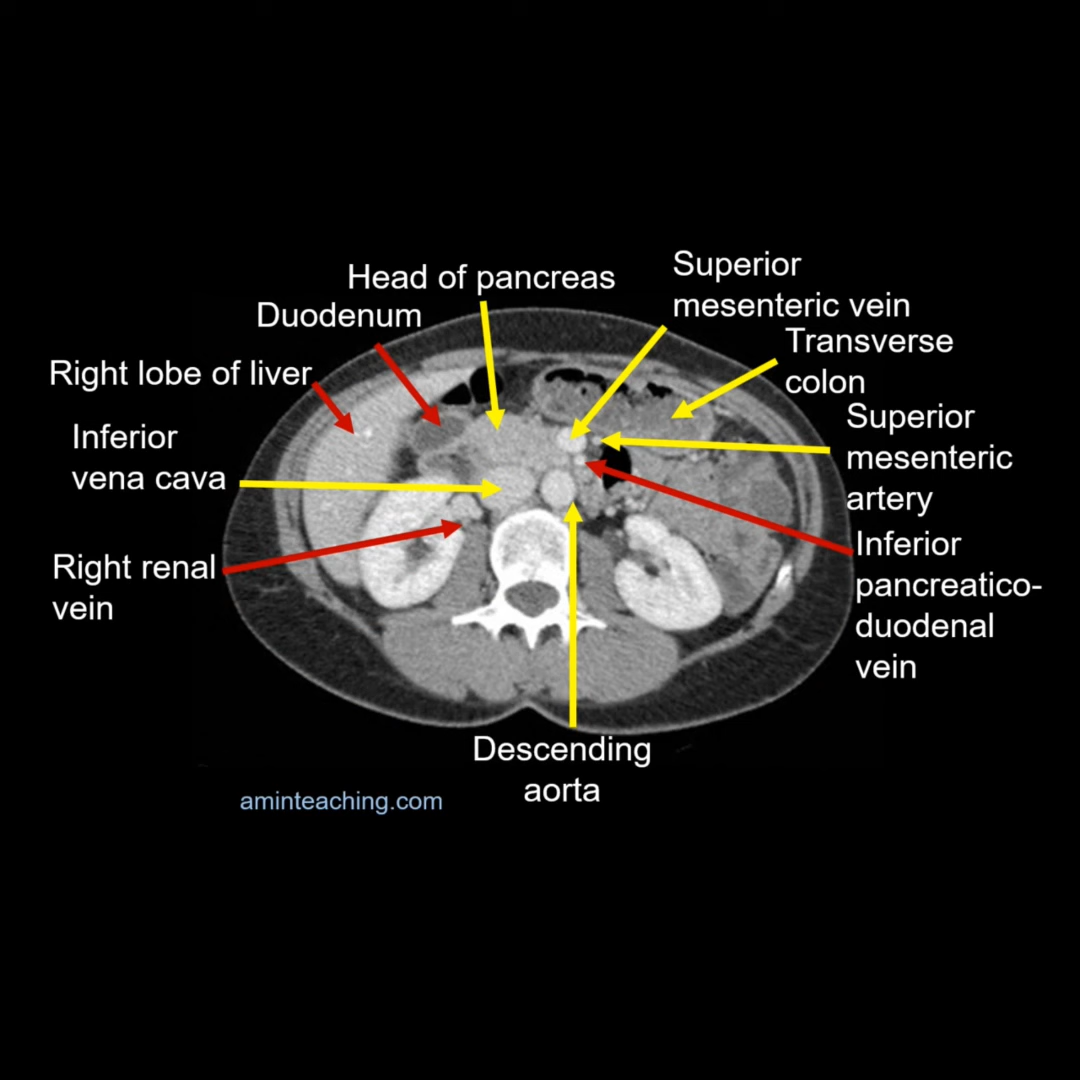 Superior
mesenteric vein
Head of pancreas
Duodenum
Transverse
colon
Right lobe of liver
Superior
mesenteric
artery
Inferior
vena cava
Inferior
pancreatico-
duodenal
vein
Right renal
vein
Descending
aorta
aminteaching.com